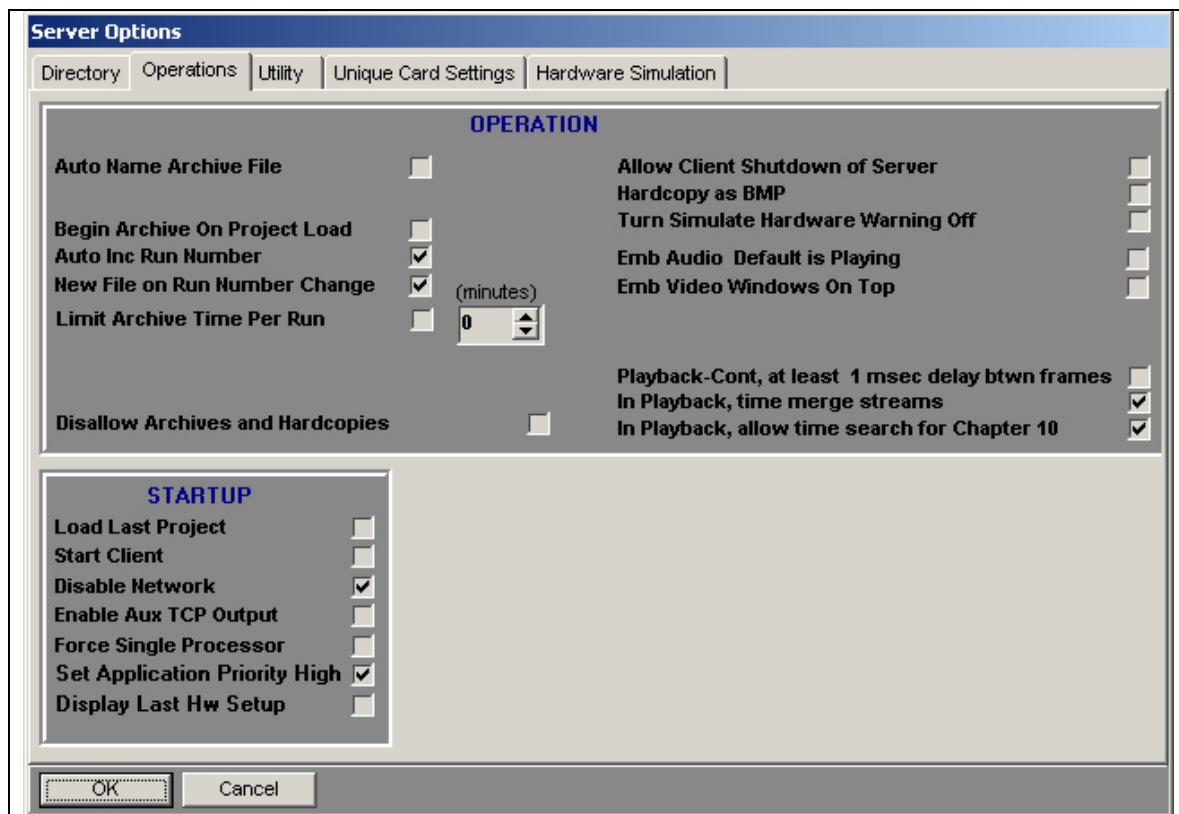 Server Options
Directory
Operations
Utility
Unique Card Settings
Hardware Simulation
OPERATION
Auto Name Archive File
Begin Archive On Project Load
Auto Inc Run Number
New File on Run Number Change
(minutes)
Limit Archive Time Per Run
0
Disallow Archives and Hardcopies
Allow Client Shutdown of Server
Hardcopy as BMP
Turn Simulate Hardware Warning Off
Emb Audio Default is Playing
Emb Video Windows On Top
Playback-Cont, at least 1 msec delay btwn frames
In Playback, time merge streams
In Playback, allow time search for Chapter 10
STARTUP
Load Last Project
Start Client
Disable Network
Enable Aux TCP Output
Force Single Processor
Set Application Priority High
Display Last Hw Setup
OK
Cancel